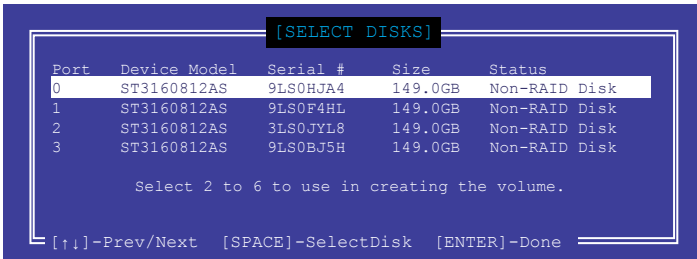 [SELECT DISKS]
Port Device Model Serial # Size Status
0 ST3160812AS 9LS0HJA4 149.0GB Non-RAID Disk
1 ST3160812AS 9LS0F4HL 149.0GB Non-RAID Disk
2 ST3160812AS 3LS0JYL8 149.0GB Non-RAID Disk
3 ST3160812AS 9LS0BJ5H 149.0GB Non-RAID Disk
Select 2 to 6 to use in creating the volume.
[↑↓]-Prev/Next [SPACE]-SelectDisk [ENTER]-Done